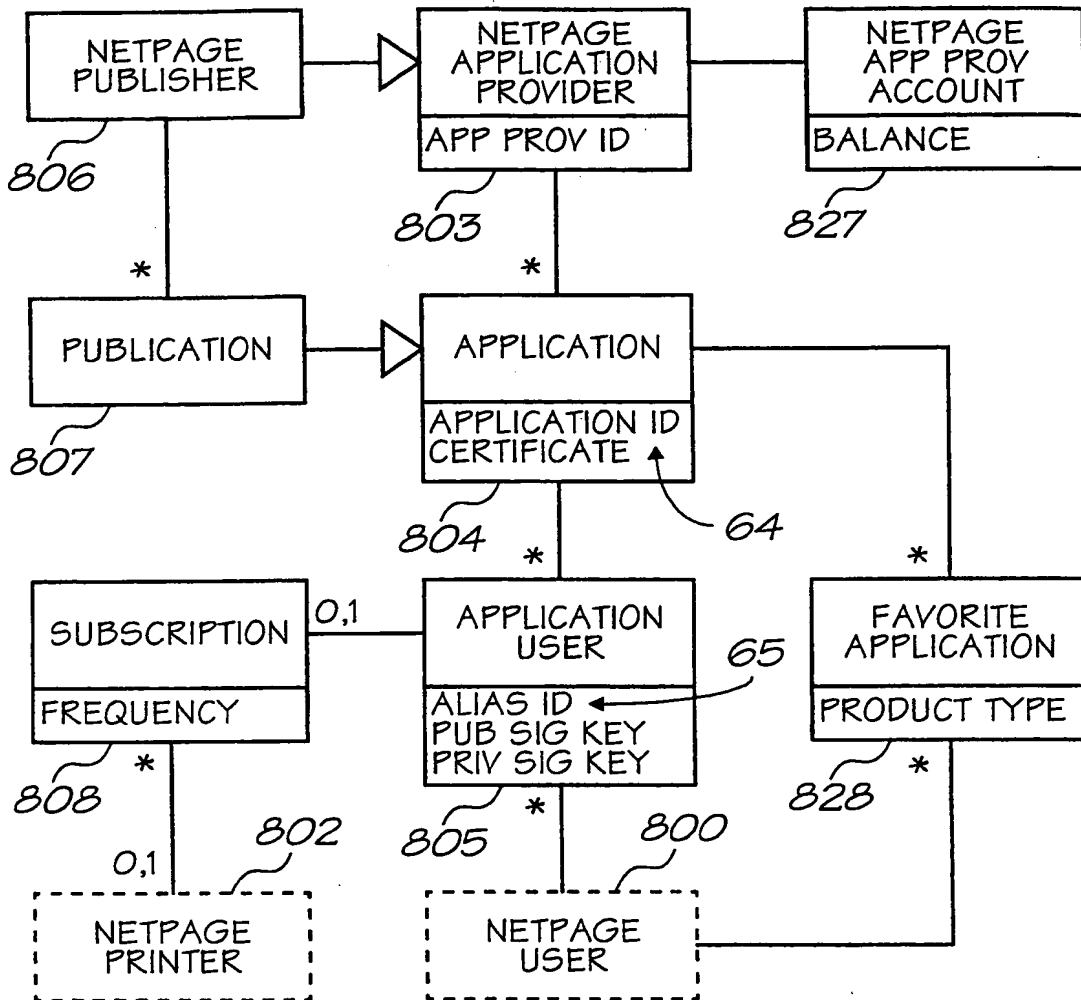 NETPAGE
PUBLISHER
806
NETPAGE
APPLICATION
PROVIDER
APP PROV ID
803
NETPAGE
APP PROV
ACCOUNT
BALANCE
827
*
*
PUBLICATION
807
APPLICATION
APPLICATION ID
CERTIFICATE
804
64
*
*
SUBSCRIPTION
FREQUENCY
808
0,1
APPLICATION
USER
ALIAS ID
PUB SIG KEY
PRIV SIG KEY
805
65
FAVORITE
APPLICATION
PRODUCT TYPE
828
*
*
*
0,1
802
NETPAGE
PRINTER
800
NETPAGE
USER